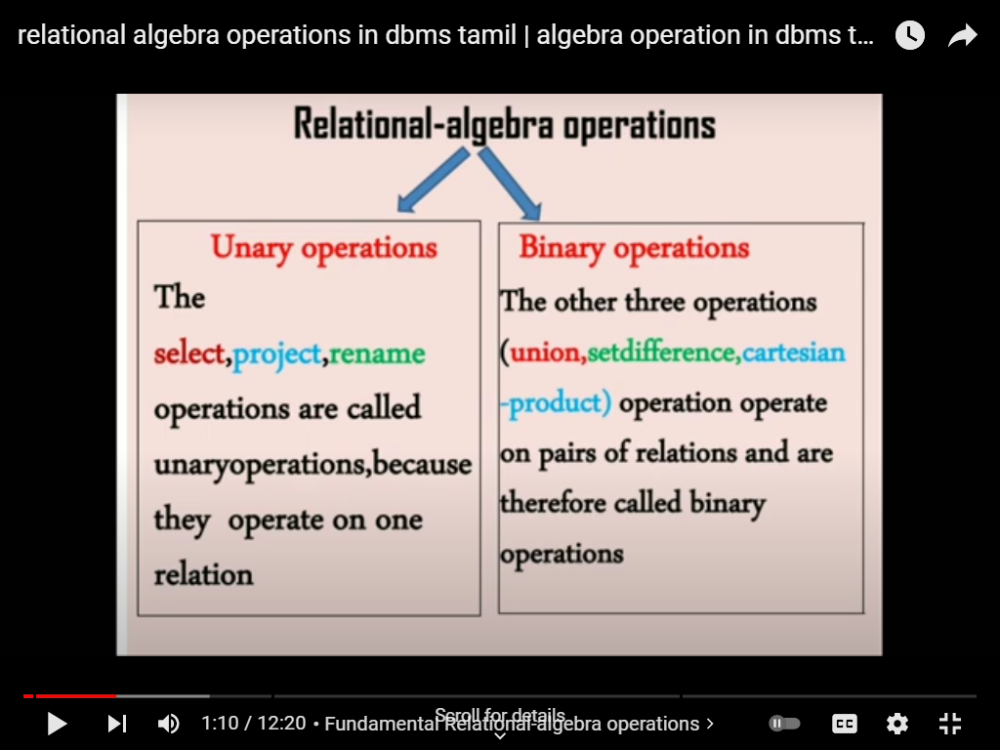 relational algebra operations in dbms tamil | algebra operation in dbms t...
Relational-algebra operations
Unary operations
The
select,project,rename
operations are called
unaryoperations,because
they operate on one
relation
Binary operations
The other three operations
(union,setdifference,cartesian
-product) operation operate
on pairs of relations and are
therefore called binary
operations
Scroll for details
1:10 / 12:20 • Fundamental Relational-algebra operations >
CC